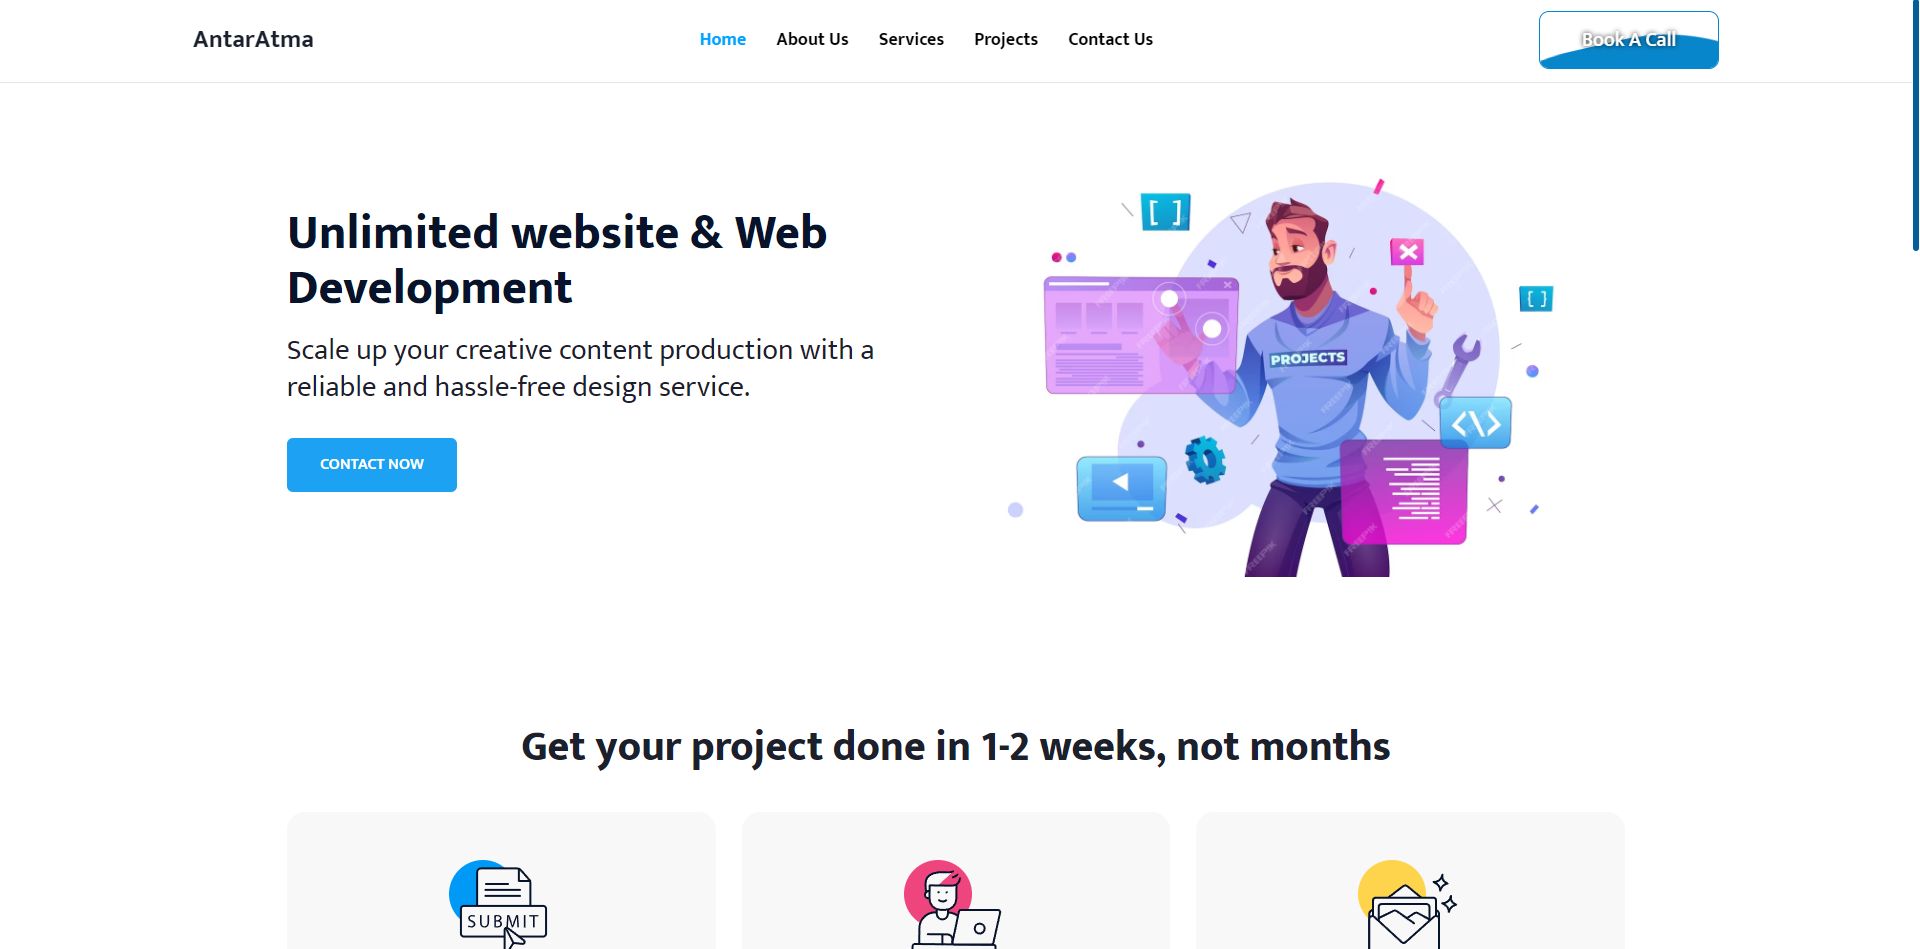 AntarAtma
Home
About Us
Services
Projects
Contact Us
Book A Call
Unlimited website & Web
Development
Scale up your creative content production with a
reliable and hassle-free design service.
CONTACT NOW
[ ]
PROJECTS
[ ]
<\>
Get your project done in 1-2 weeks, not months
SUBMIT